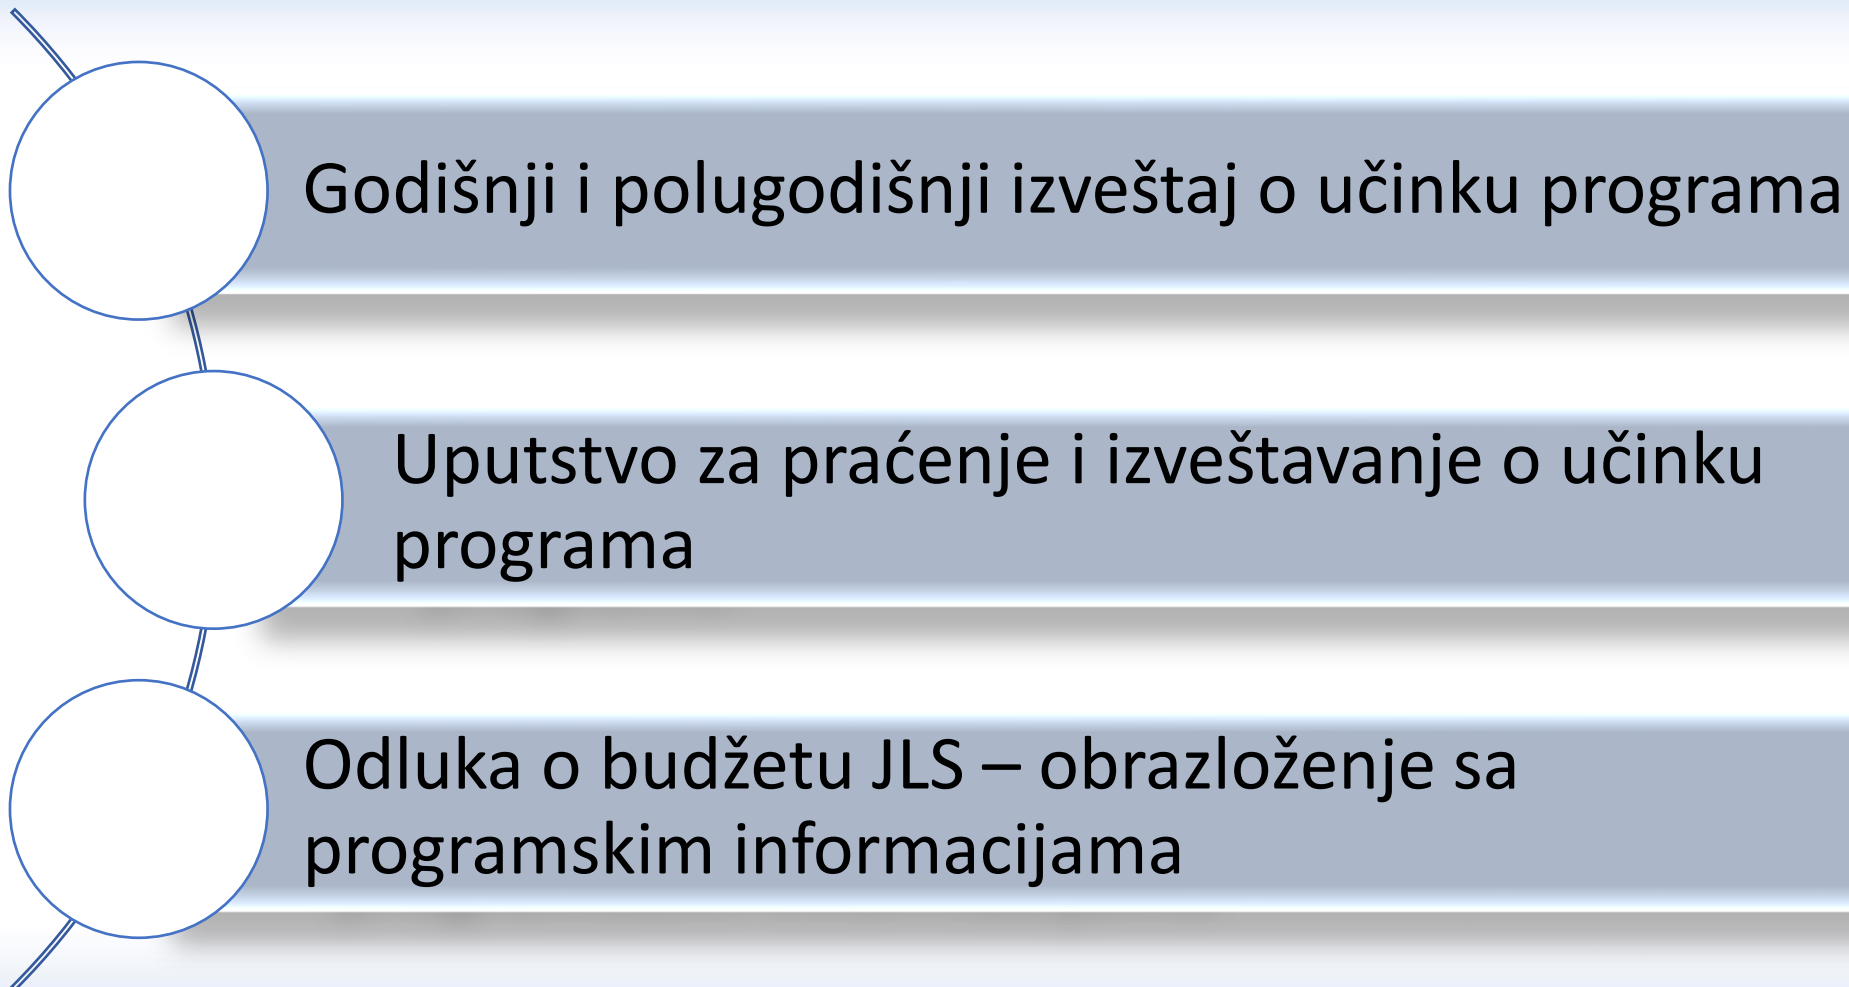 Godišnji i polugodišnji izveštaj o učinku programa
Uputstvo za praćenje i izveštavanje o učinku
programa
Odluka o budžetu JLS – obrazloženje sa
programskim informacijama